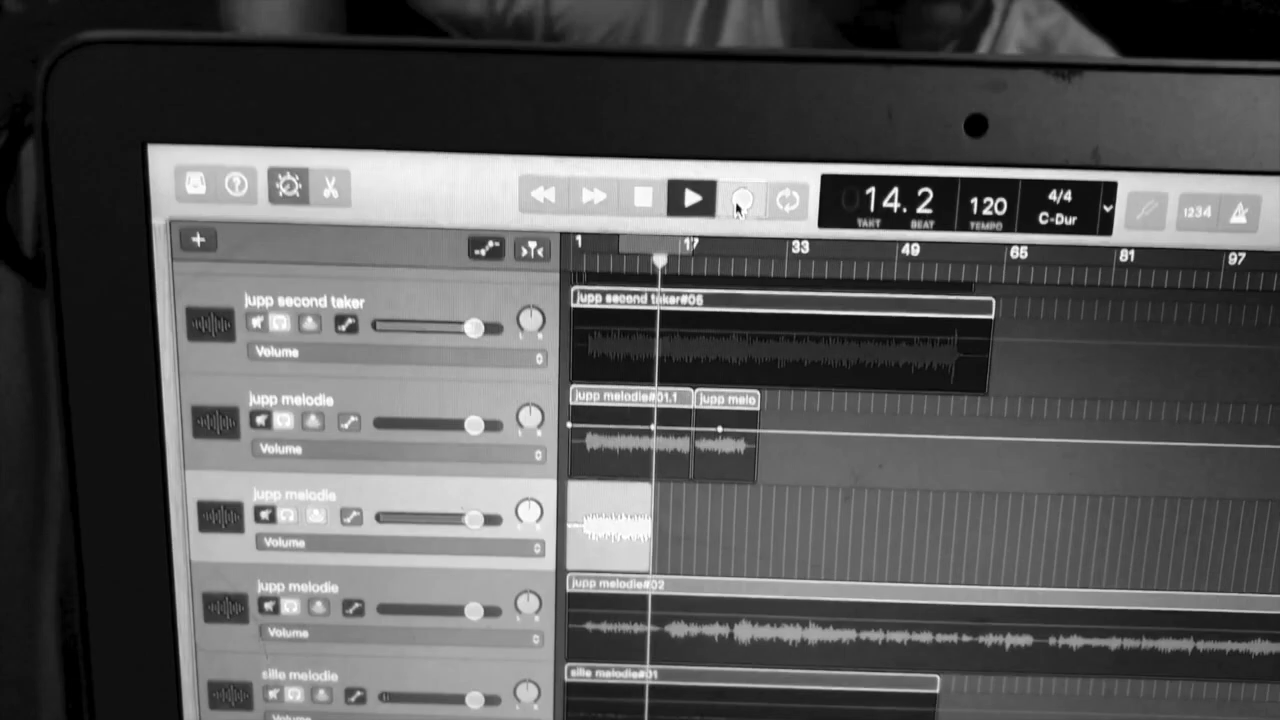 14.2
TAKT BEAT
120
TEMPO
4/4
C-Dur
1234
1 17 33 49 65 81 97
jupp second taker
Volume
jupp second taker#06
jupp melodie
Volume
jupp melodie#01.1
jupp melo
jupp melodie
Volume
jupp melodie
Volume
jupp melodie#02
sille melodie
Volume
sille melodie#01